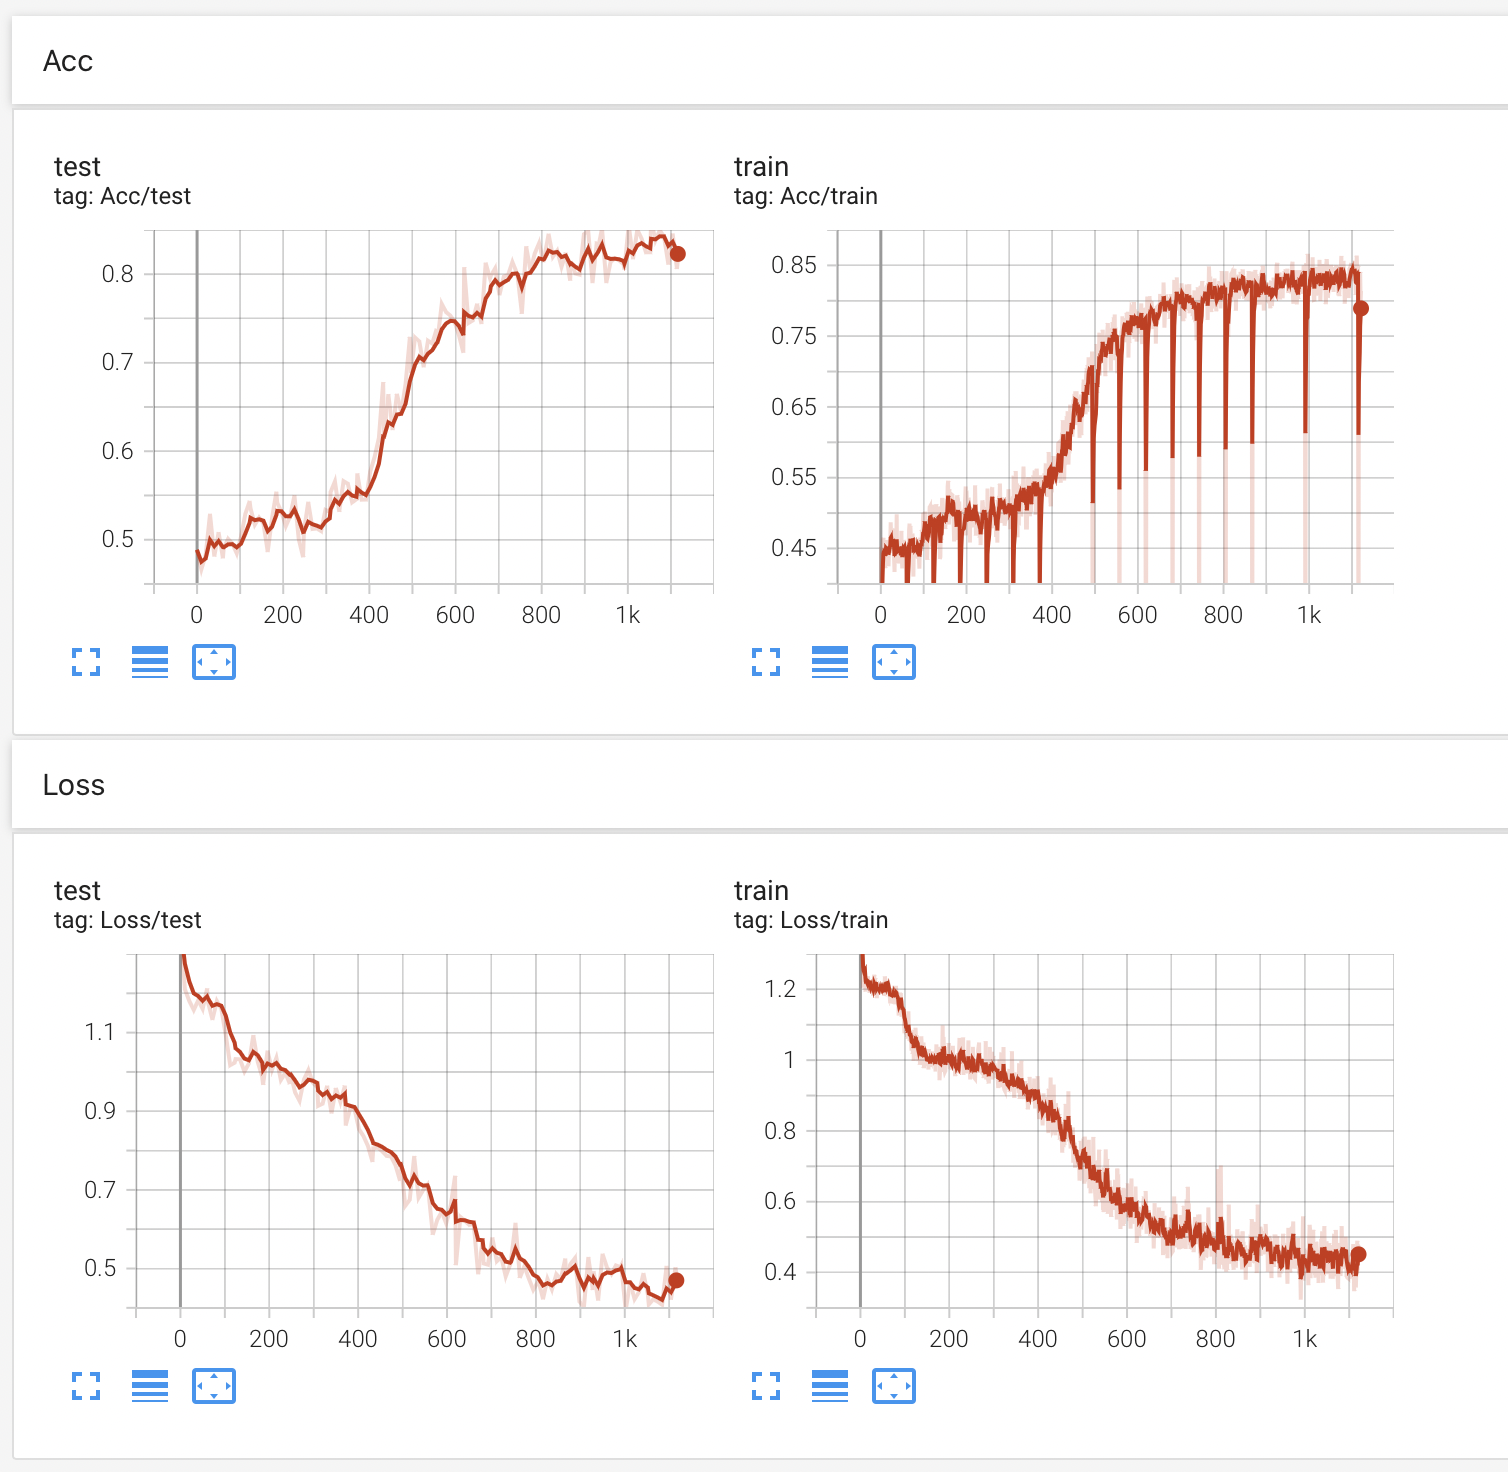 Acc
test
tag: Acc/test
0.8
0.7
0.6
0.5
0 200 400 600 800 1k
train
tag: Acc/train
0.85
0.75
0.65
0.55
0.45
0 200 400 600 800 1k
Loss
test
tag: Loss/test
1.1
0.9
0.7
0.5
0 200 400 600 800 1k
train
tag: Loss/train
1.2
1
0.8
0.6
0.4
0 200 400 600 800 1k